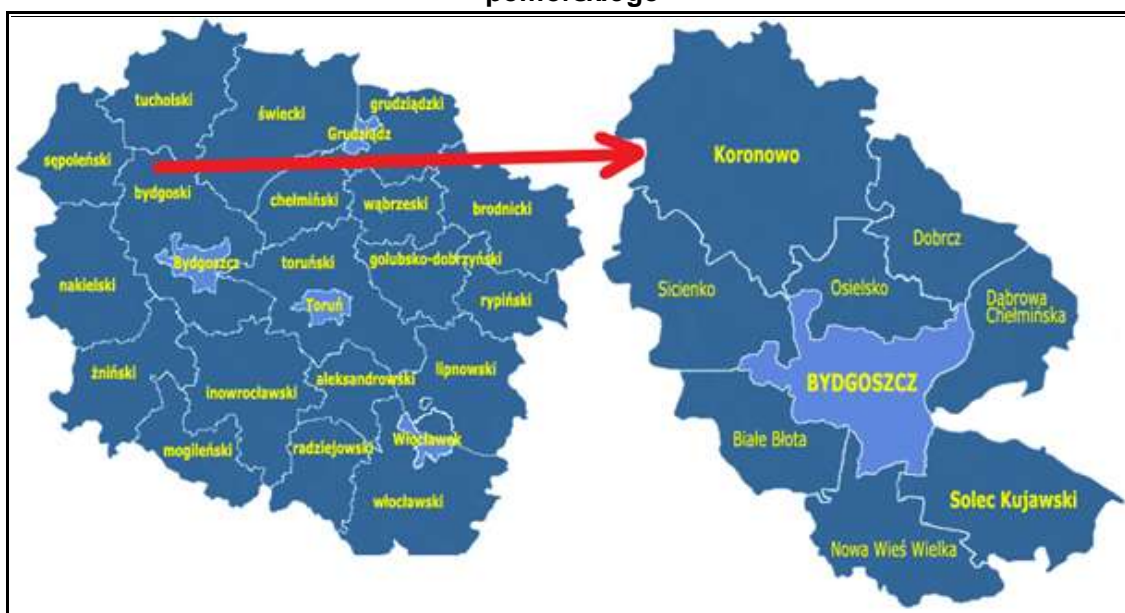 pomorskiego
tucholski
świecki
grudziądzki
Grudziądz
sępoleński
bydgoski
chełmiński
wąbrzeski
brodnicki
Bydgoszcz
toruński
golubsko-dobrzyński
nakielski
Toruń
rypiński
żniński
inowrocławski
aleksandrowski
lipnowski
mogileński
radziejowski
Włocławek
włocławski
Koronowo
Dobrcz
Sicienko
Osielsko
Dąbrowa
Chełmińska
BYDGOSZCZ
Białe Błota
Solec Kujawski
Nowa Wieś Wielka